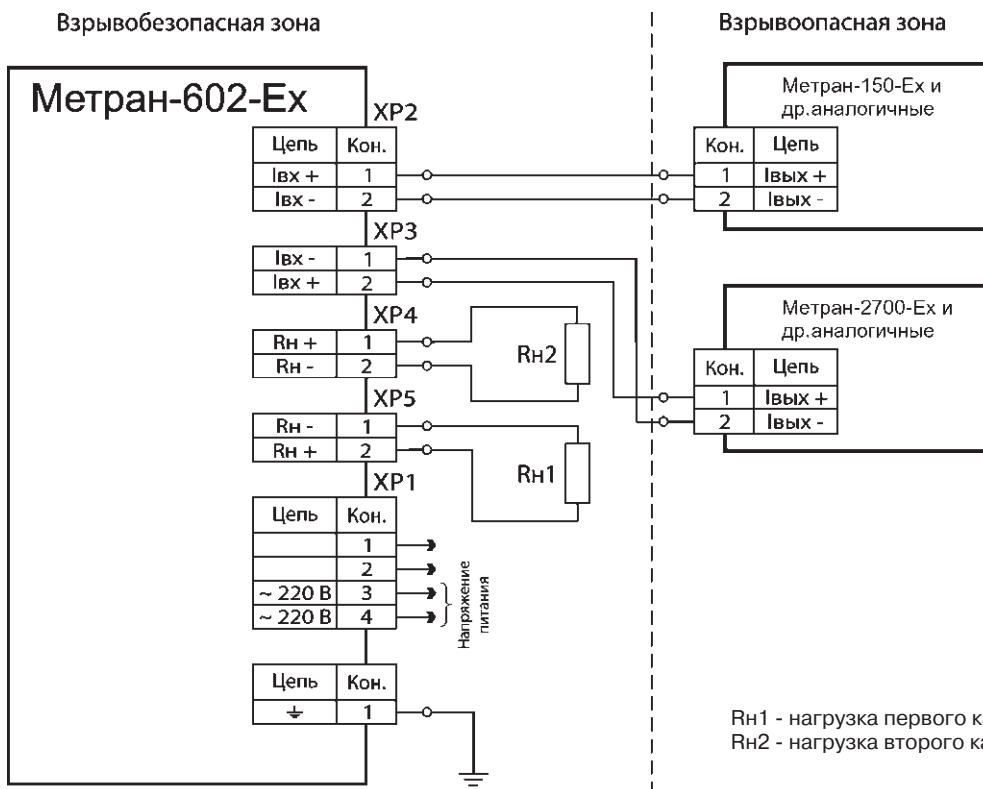 Взрывобезопасная зона
Взрывоопасная зона
Метран-602-Ex
XP2
Цепь Кон.
Iвх + 1
Iвх - 2
XP3
Iвх - 1
Iвх + 2
XP4
Rн + 1
Rн - 2
Rн2
XP5
Rн - 1
Rн + 2
Rн1
XP1
Цепь Кон.
1
2
~ 220 В 3
~ 220 В 4
Напряжение
питания
Цепь Кон.
⏚ 1
Метран-150-Ex и
др.аналогичные
Кон. Цепь
1 Iвых +
2 Iвых -
Метран-2700-Ex и
др.аналогичные
Кон. Цепь
1 Iвых +
2 Iвых -
Rн1 - нагрузка первого
Rн2 - нагрузка второго